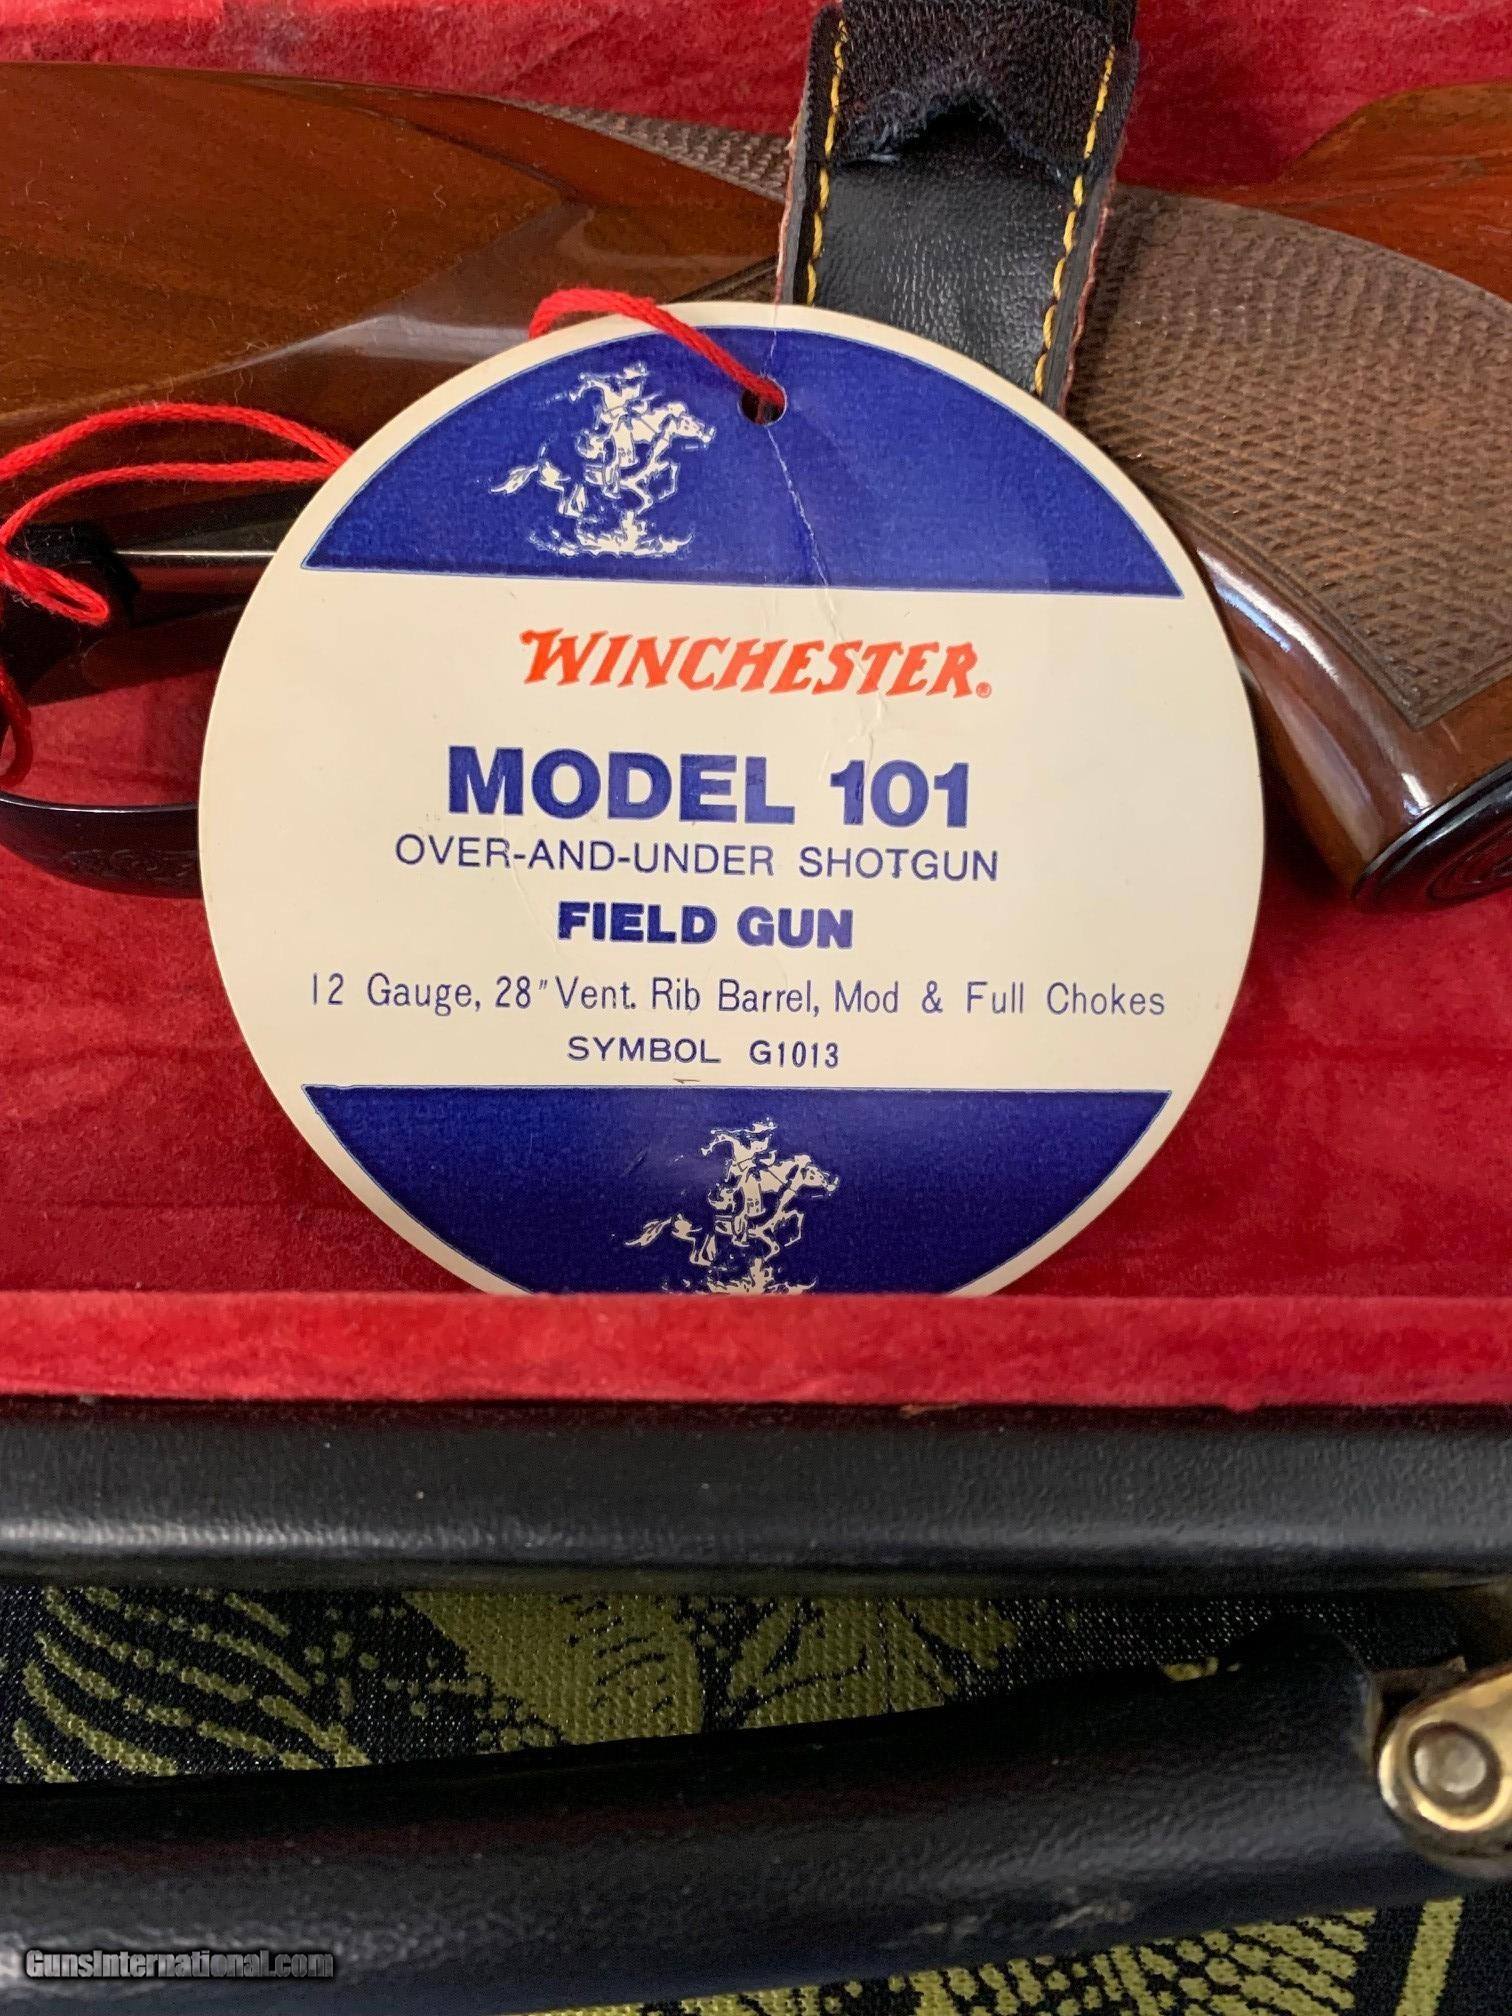 WINCHESTER®
MODEL 101
OVER-AND-UNDER SHOTGUN
FIELD GUN
12 Gauge, 28" Vent. Rib Barrel, Mod & Full Chokes
SYMBOL G1013
GunsInternational.com